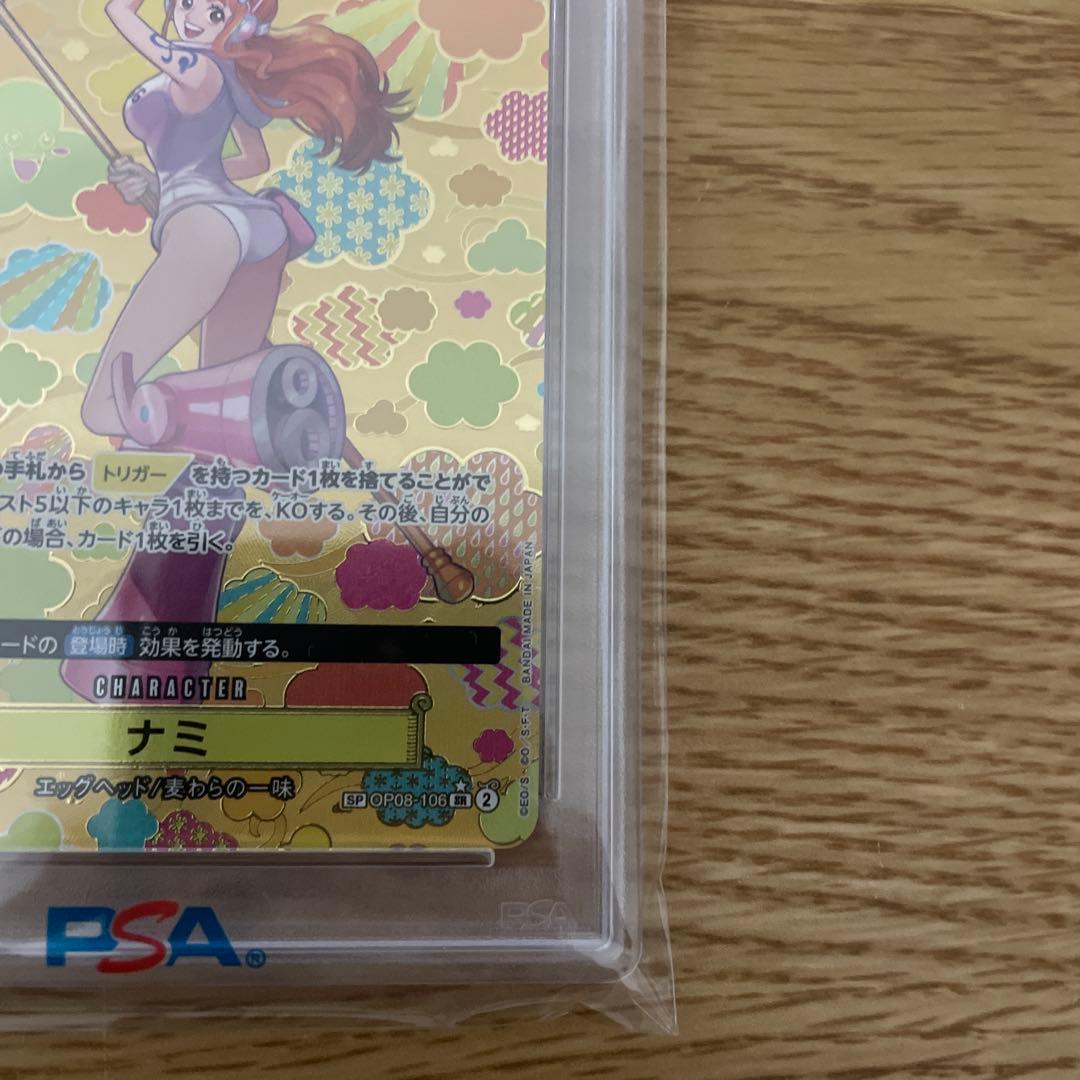 の手札から トリガー を持つカード1枚を捨てることがで
スト5以下のキャラ1枚までを、KOする。その後、自分の
の場合、カード1枚を引く。
ードの 登場時 効果を発動する。
CHARACTER
ナミ
エッグヘッド/麦わらの一味
SP OP08-106 SR 2
©EO/S・©O/S・F・T BANDAI MADE IN JAPAN
PSA®
PSA